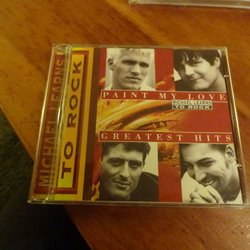 MICHAEL LEARNS
TO ROCK
PAINT MY LOVE
MICHAEL LEARNS
TO ROCK
GREATEST HITS